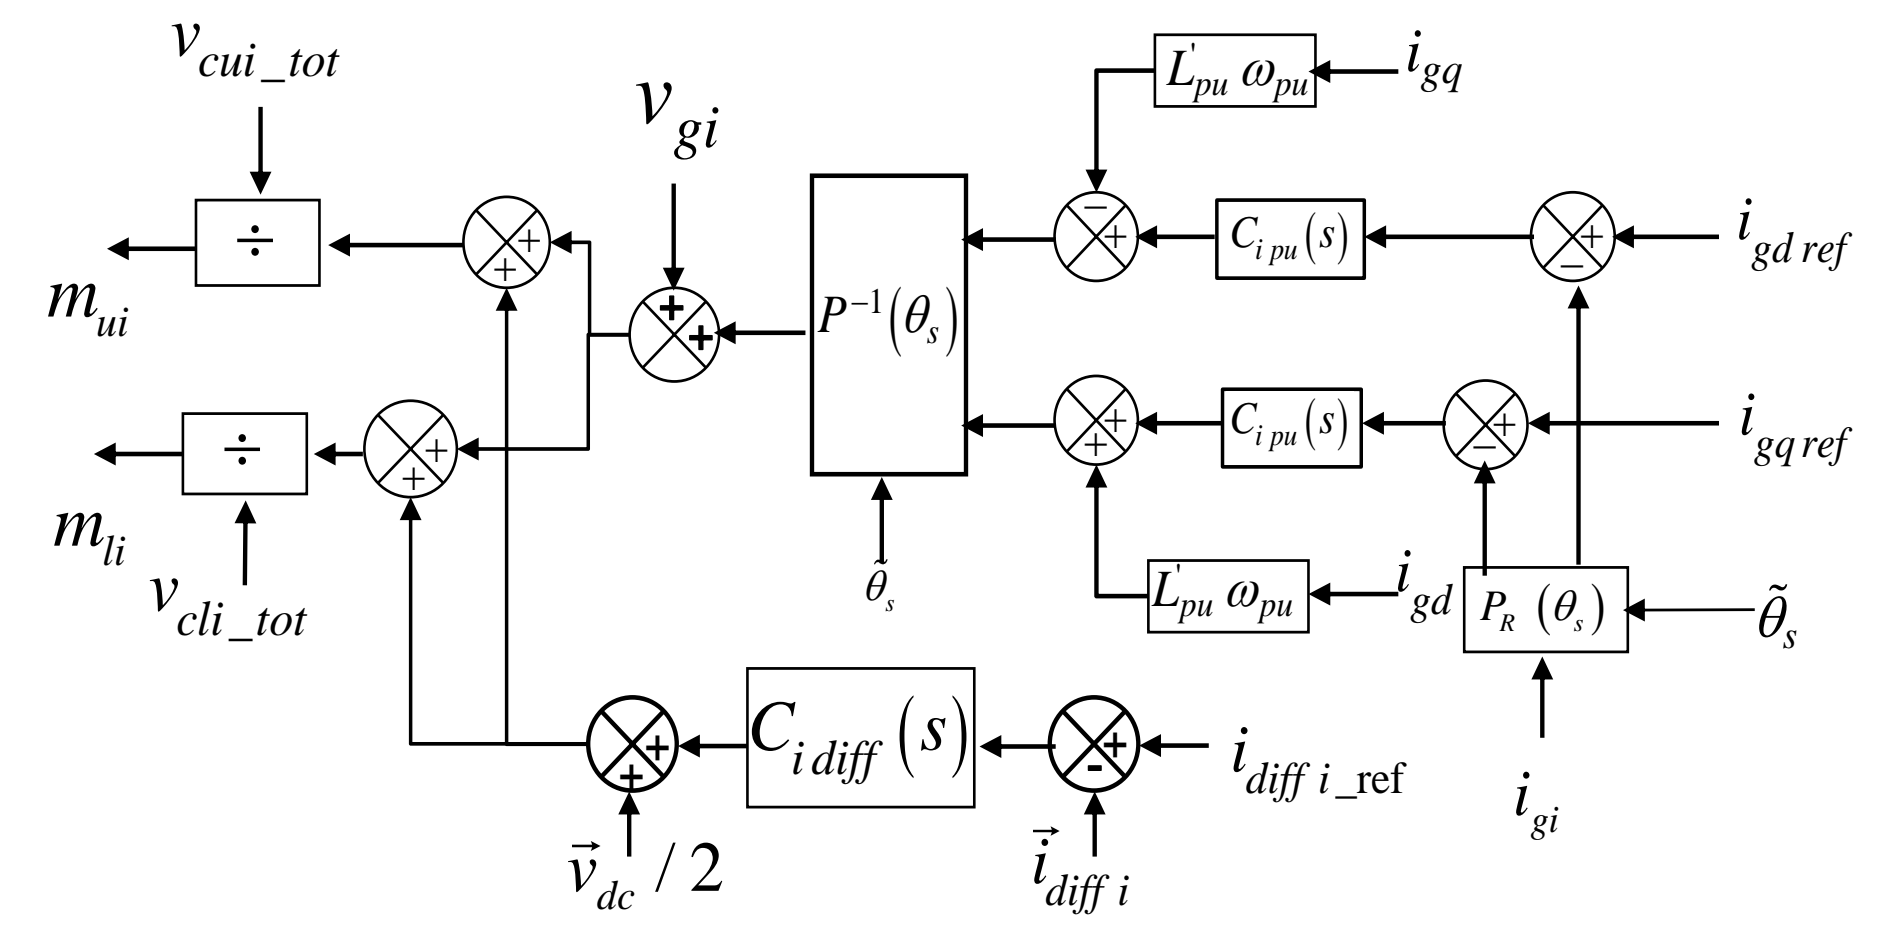 v_cui_tot
v_gi
L'_pu ω_pu
i_gq
÷
+
+
m_ui
+
+
P⁻¹(θ_s)
−
+
C_i pu(s)
+
−
i_gd ref
÷
+
+
m_li
v_cli_tot
+
+
C_i pu(s)
+
−
i_gq ref
θ̃_s
L'_pu ω_pu
i_gd
P_R (θ_s)
θ̃_s
+
+
C_i diff(s)
+
-
i_diff i_ref
i_gi
v⃗_dc / 2
i⃗_diff i